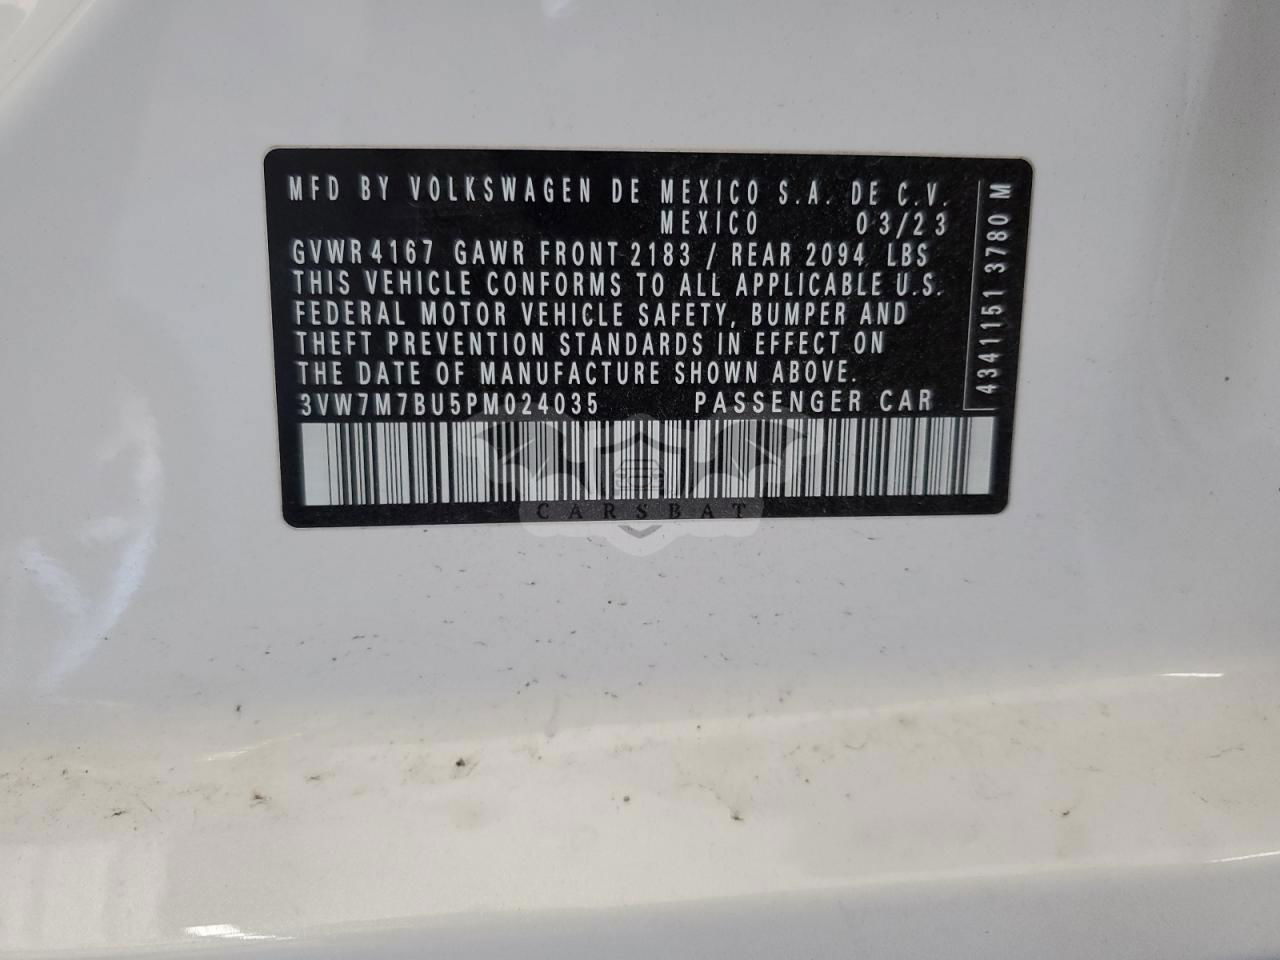 MFD BY VOLKSWAGEN DE MEXICO S.A. DE C.V.
MEXICO 03/23
GVWR 4167 GAWR FRONT 2183 / REAR 2094 LBS
THIS VEHICLE CONFORMS TO ALL APPLICABLE U.S.
FEDERAL MOTOR VEHICLE SAFETY, BUMPER AND
THEFT PREVENTION STANDARDS IN EFFECT ON
THE DATE OF MANUFACTURE SHOWN ABOVE.
3VW7M7BU5PM024035 PASSENGER CAR
4341151 3780 M
CARSBAT